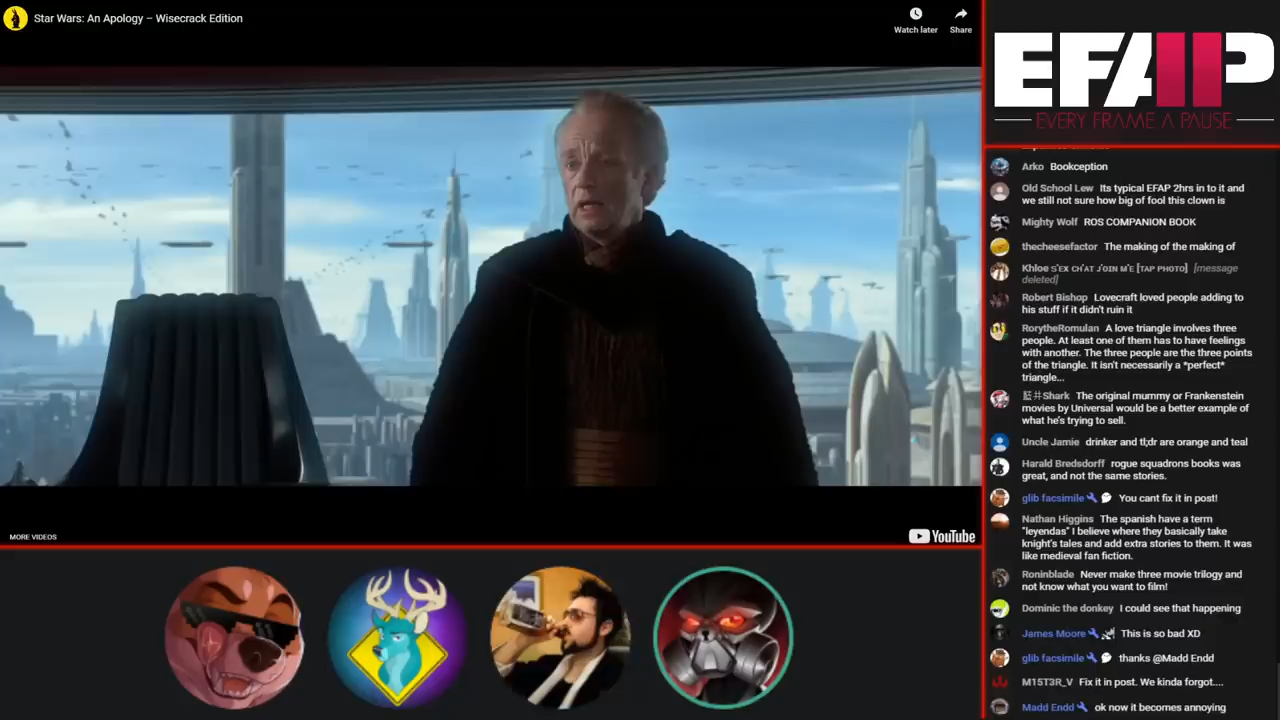 Star Wars: An Apology – Wisecrack Edition
Watch later
Share
MORE VIDEOS
YouTube
EFAP
EVERY FRAME A PAUSE
Arko Bookception
Old School Lew Its typical EFAP 2hrs in to it and
we still not sure how big of fool this clown is
Mighty Wolf ROS COMPANION BOOK
thecheesefactor The making of the making of
Khloe S'EX CH'AT J'OIN M'E [TAP PHOTO] [message
deleted]
Robert Bishop Lovecraft loved people adding to
his stuff if it didn't ruin it
RorytheRomulan A love triangle involves three
people. At least one of them has to have feelings
with another. The three people are the three points
of the triangle. It isn't necessarily a *perfect*
triangle...
Shark The original mummy or Frankenstein
movies by Universal would be a better example of
what he's trying to sell.
Uncle Jamie drinker and tl;dr are orange and teal
Harald Bredsdorff rogue squadrons books was
great, and not the same stories.
glib facsimile You cant fix it in post!
Nathan Higgins The spanish have a term
"leyendas" I believe where they basically take
knight's tales and add extra stories to them. It was
like medieval fan fiction.
Roninblade Never make three movie trilogy and
not know what you want to film!
Dominic the donkey I could see that happening
James Moore This is so bad XD
glib facsimile thanks @Madd Endd
M15T3R_V Fix it in post. We kinda forgot....
Madd Endd ok now it becomes annoying